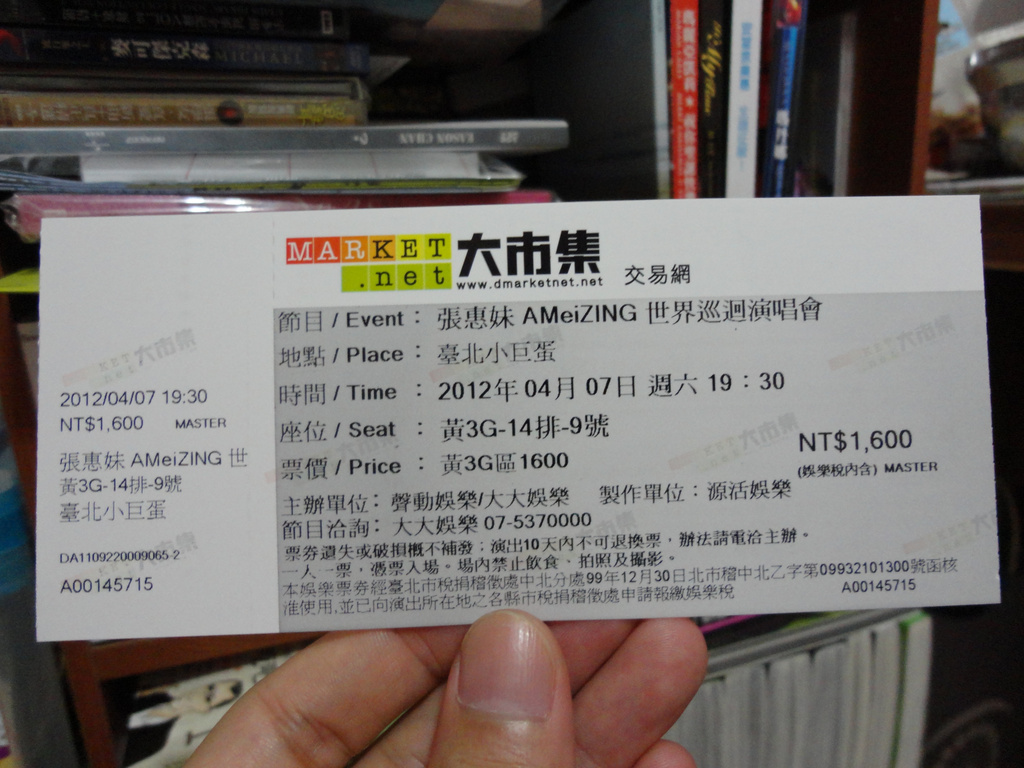 EASON CHAN
MARKET
.net
大市集
www.dmarketnet.net
交易網
節目 / Event : 張惠妹 AMeiZING 世界巡迴演唱會
地點 / Place : 臺北小巨蛋
時間 / Time : 2012年 04月 07日 週六 19 : 30
座位 / Seat : 黃3G-14排-9號
票價 / Price : 黃3G區1600
NT$1,600
(娛樂稅內含) MASTER
主辦單位: 聲動娛樂/大大娛樂 製作單位：源活娛樂
節目洽詢: 大大娛樂 07-5370000
票券遺失或破損概不補發；演出10天內不可退換票，辦法請電洽主辦。
一人一票，憑票入場。場內禁止飲食、拍照及攝影。
本娛樂票券經臺北市稅捐稽徵處中北分處99年12月30日北市稽中北乙字第09932101300號函核
准使用,並已向演出所在地之各縣市稅捐稽徵處申請報繳娛樂稅
A00145715
2012/04/07 19:30
NT$1,600 MASTER
張惠妹 AMeiZING 世
黃3G-14排-9號
臺北小巨蛋
DA1109220009065-2
A00145715